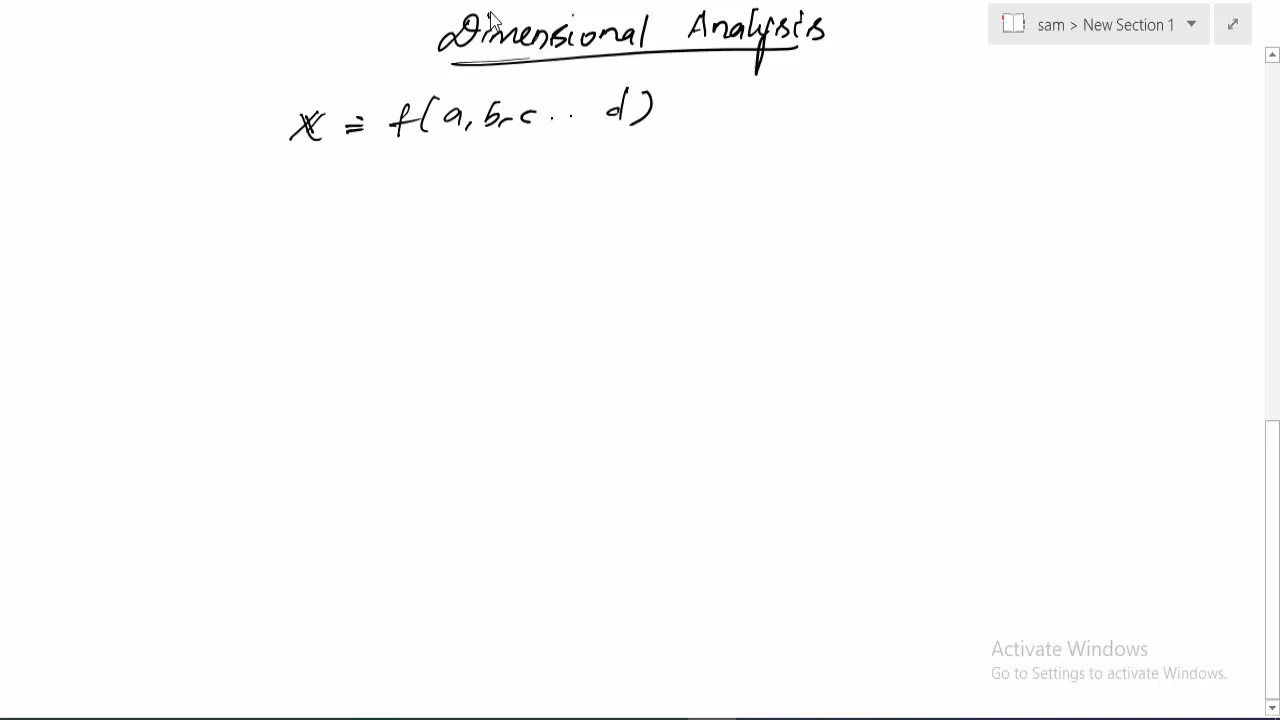 Dimensional Analysis
sam > New Section 1
X = f(a, b, c .. d)
Activate Windows
Go to Settings to activate Windows.